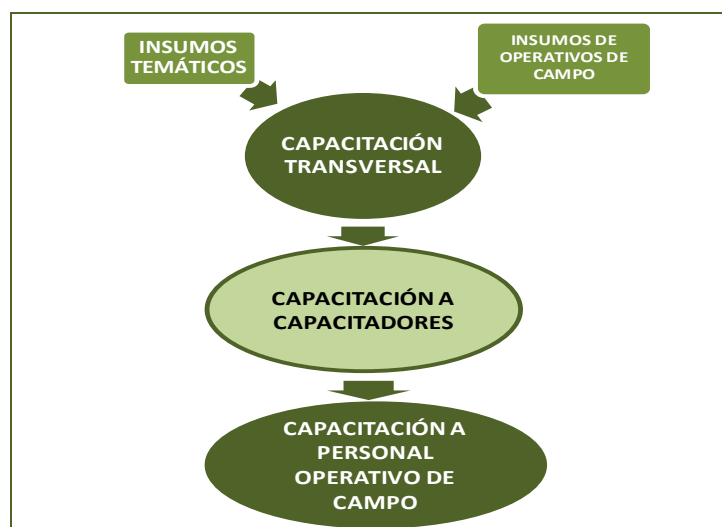 INSUMOS
TEMÁTICOS
INSUMOS DE
OPERATIVOS DE
CAMPO
CAPACITACIÓN
TRANSVERSAL
CAPACITACIÓN A
CAPACITADORES
CAPACITACIÓN A
PERSONAL
OPERATIVO DE
CAMPO